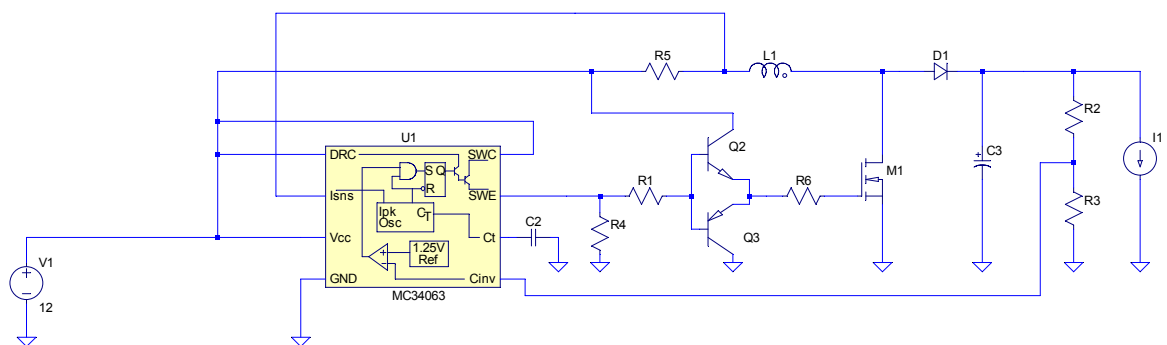 R5
L1
D1
R2
I1
U1
DRC
SWC
S Q
R
Q2
C3
M1
Isns
SWE
R1
R6
Ipk
Osc
CT
R4
Q3
R3
Vcc
Ct
C2
1.25V
Ref
V1
12
GND
Cinv
MC34063